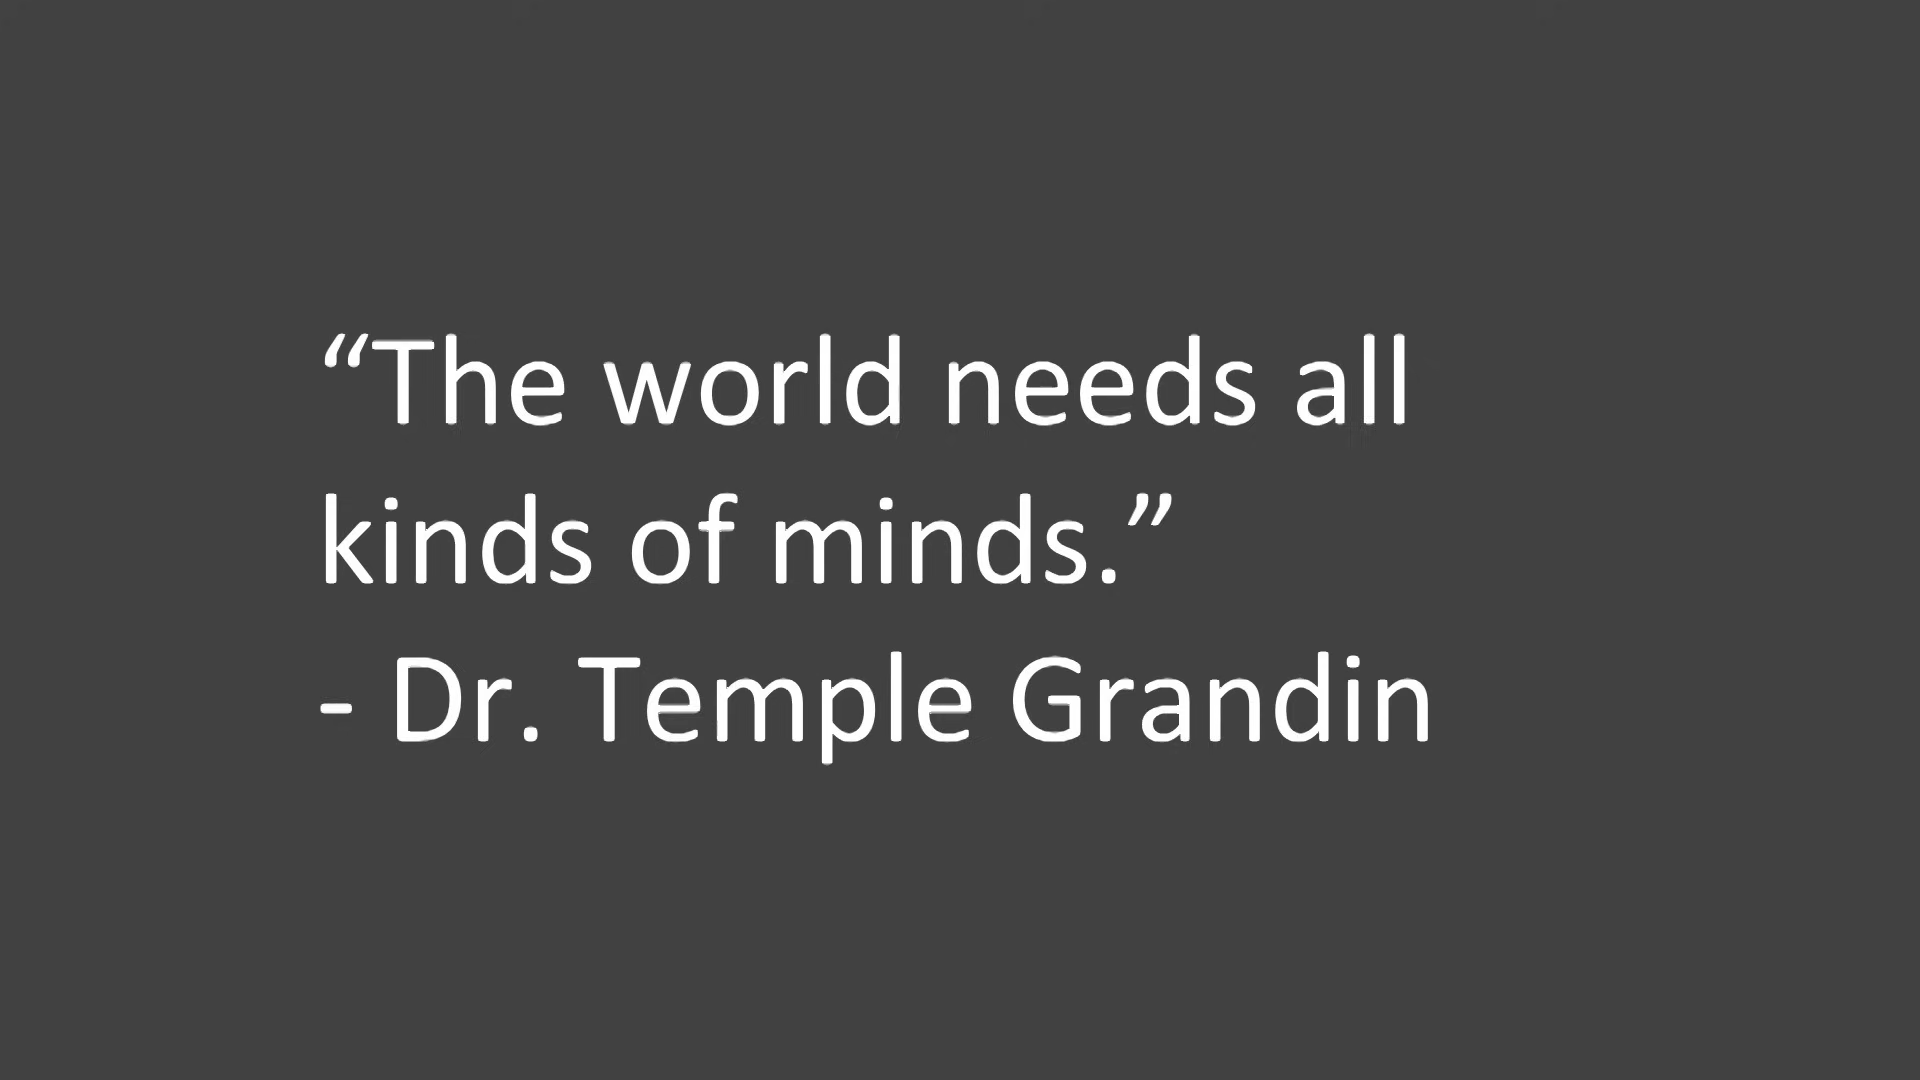 “The world needs all
kinds of minds.”
- Dr. Temple Grandin